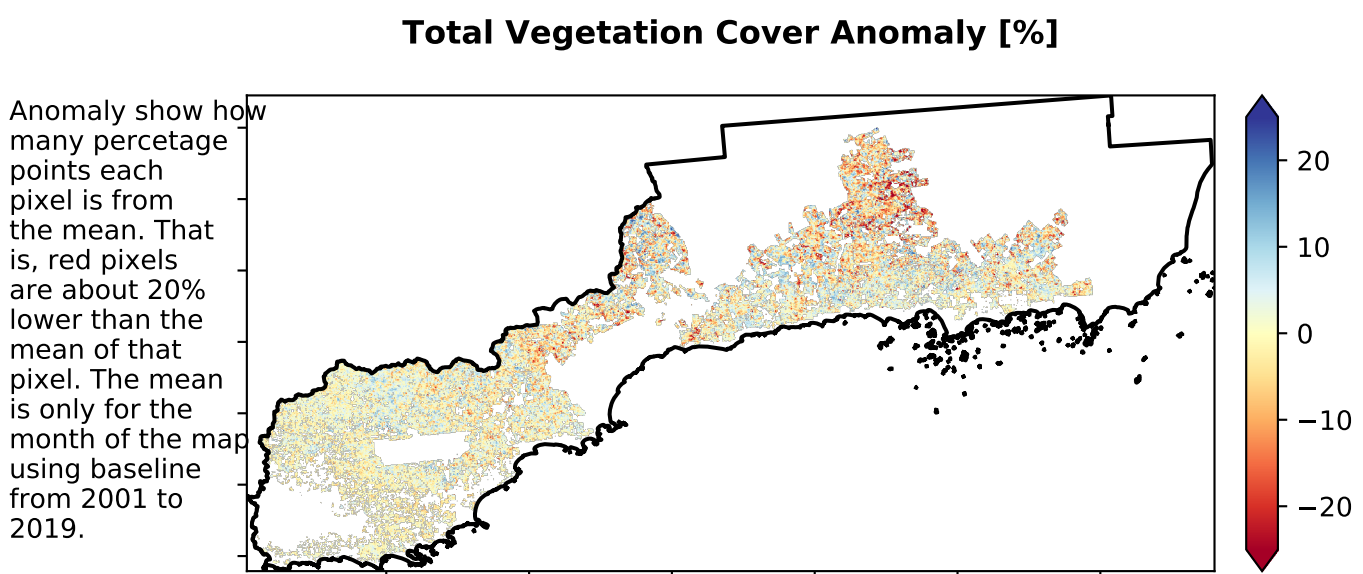 Total Vegetation Cover Anomaly [%]
Anomaly show how
many percetage
points each
pixel is from
the mean. That
is, red pixels
are about 20%
lower than the
mean of that
pixel. The mean
is only for the
month of the map
using baseline
from 2001 to
2019.
20
10
0
−10
−20